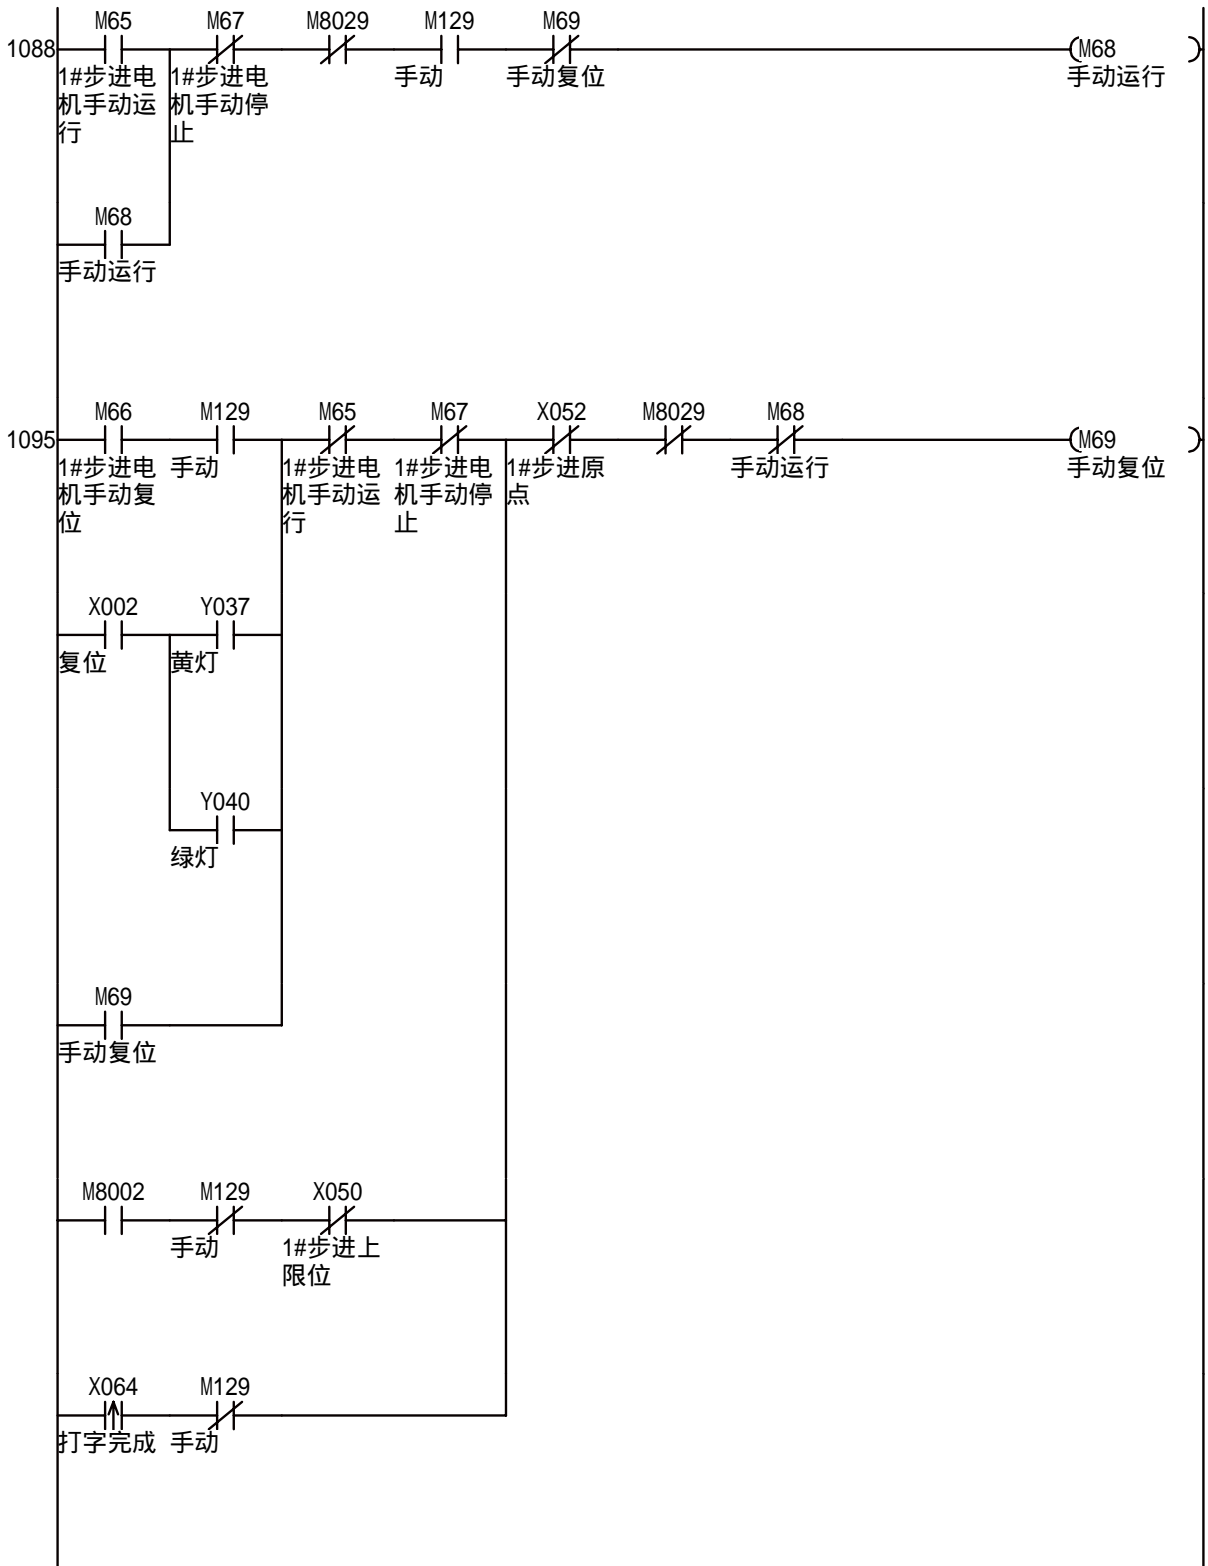 M65 M67 M8029 M129 M69
1088 (M68 )
1#步进电 1#步进电 手动 手动复位 手动运行
机手动运 机手动停
行 止
M68
手动运行
M66 M129 M65 M67 X052 M8029 M68
1095 (M69 )
1#步进电 手动 1#步进电 1#步进电 1#步进原 手动运行 手动复位
机手动复 机手动运 机手动停 点
位 行 止
X002 Y037
复位 黄灯
Y040
绿灯
M69
手动复位
M8002 M129 X050
手动 1#步进上
限位
X064 M129
打字完成 手动